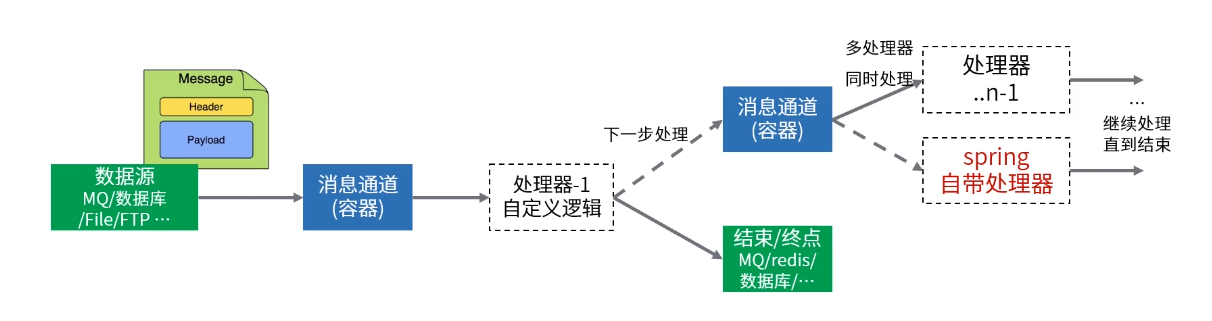 Message
Header
Payload
数据源
MQ/数据库
/File/FTP ...
消息通道
(容器)
处理器-1
自定义逻辑
下一步处理
消息通道
(容器)
结束/终点
MQ/redis/
数据库/...
多处理器
同时处理
处理器
..n-1
spring
自带处理器
...
继续处理
直到结束